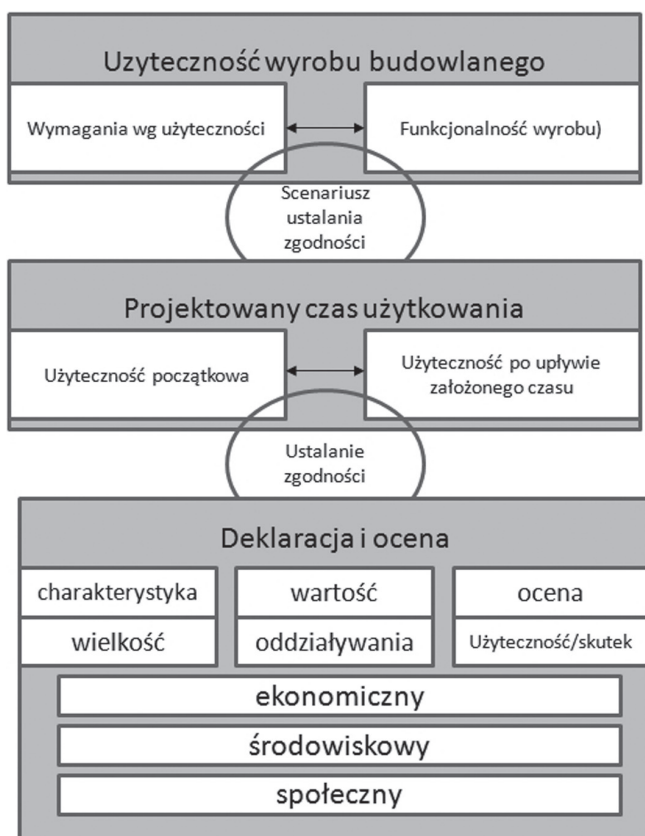 Uzyteczność wyrobu budowlanego
Wymagania wg użyteczności
Funkcjonalność wyrobu)
Scenariusz
ustalania
zgodności
Projektowany czas użytkowania
Użyteczność początkowa
Użyteczność po upływie
założonego czasu
Ustalanie
zgodności
Deklaracja i ocena
charakterystyka
wartość
ocena
wielkość
oddziaływania
Użyteczność/skutek
ekonomiczny
środowiskowy
społeczny